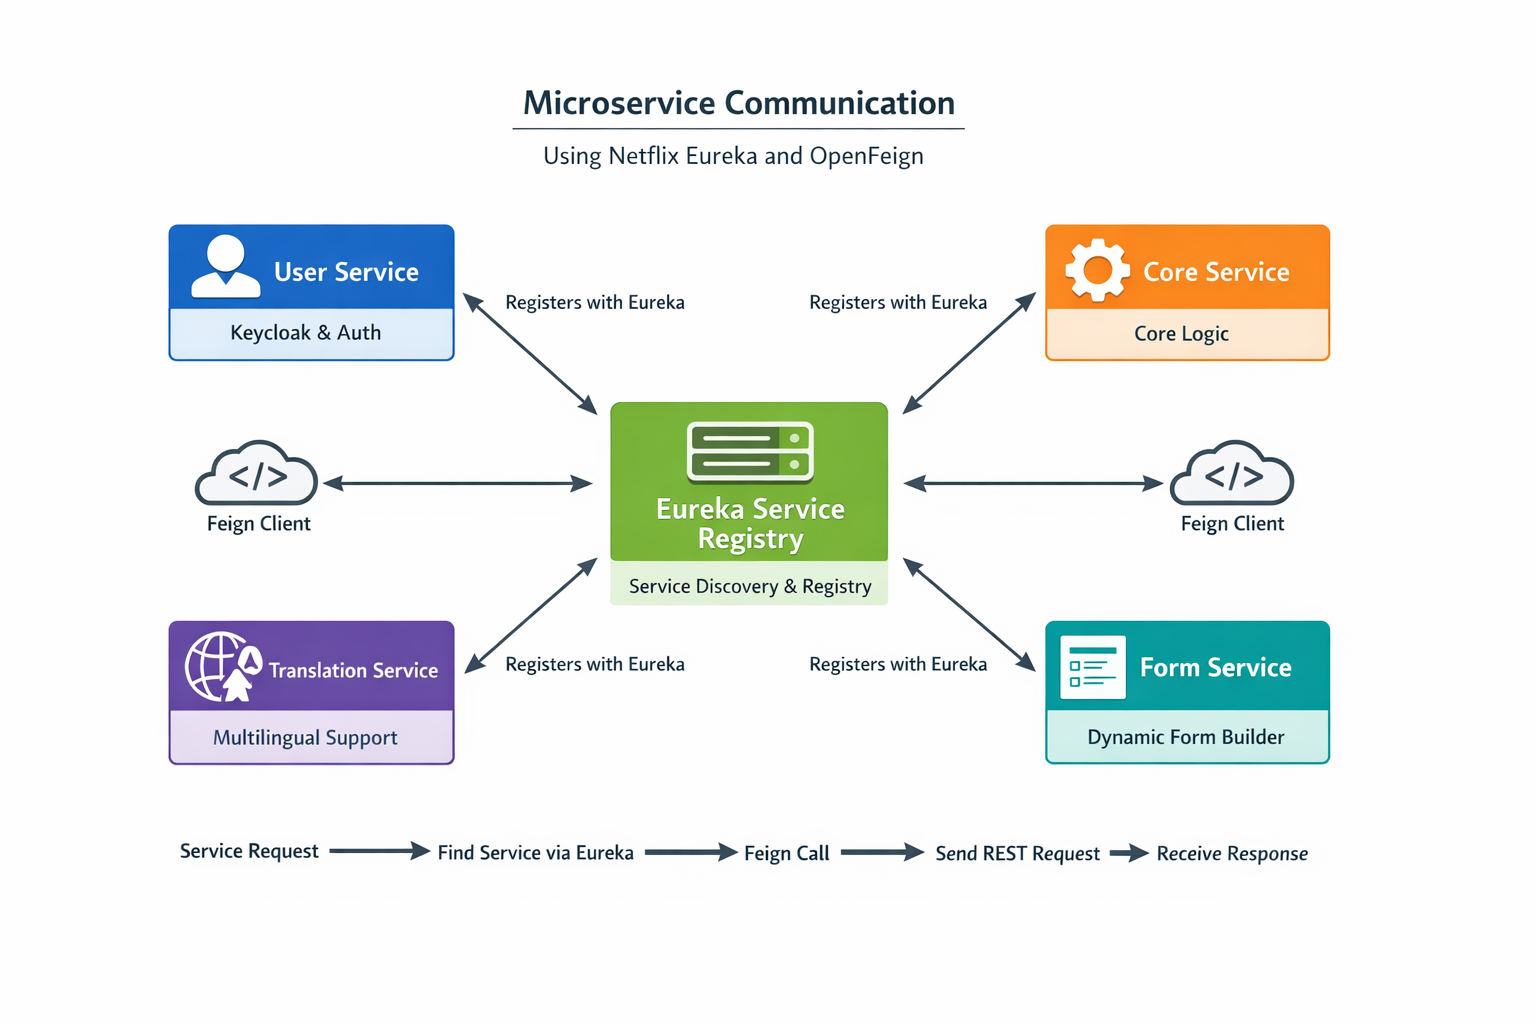 Microservice Communication
Using Netflix Eureka and OpenFeign
User Service
Keycloak & Auth
Registers with Eureka
Registers with Eureka
Core Service
Core Logic
</>
Feign Client
Eureka Service
Registry
Service Discovery & Registry
</>
Feign Client
Translation Service
Multilingual Support
Registers with Eureka
Registers with Eureka
Form Service
Dynamic Form Builder
Service Request
Find Service via Eureka
Feign Call
Send REST Request
Receive Response